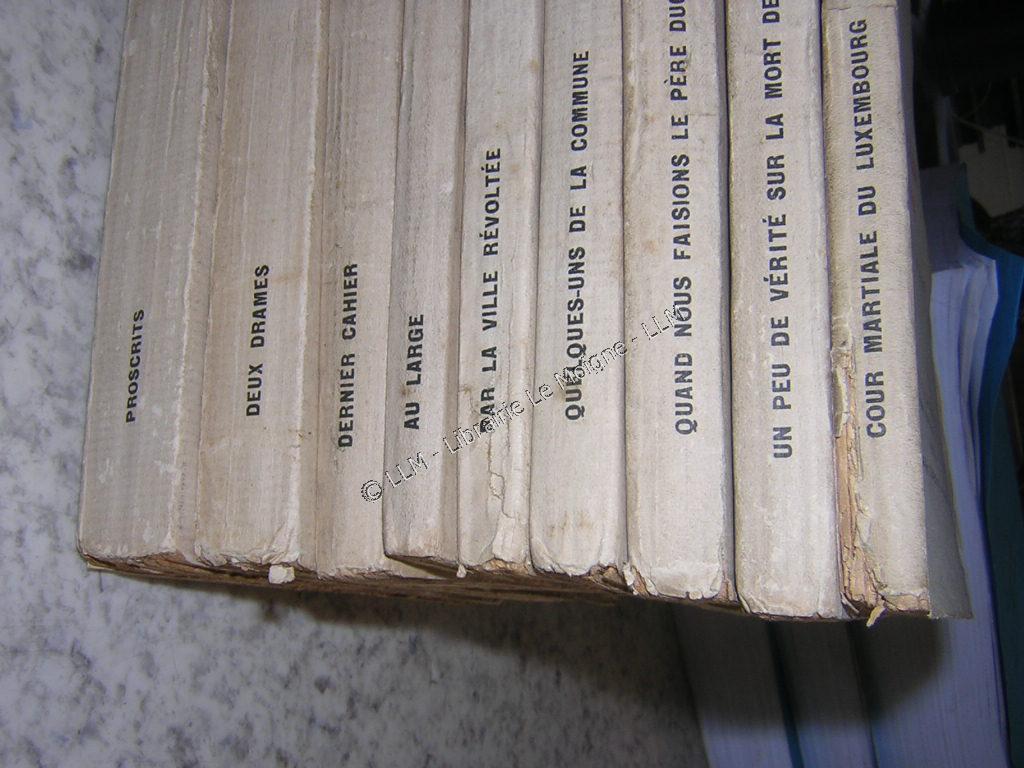 PROSCRITS
DEUX DRAMES
DERNIER CAHIER
AU LARGE
PAR LA VILLE RÉVOLTÉE
QUELQUES-UNS DE LA COMMUNE
QUAND NOUS FAISIONS LE PÈRE DUC
UN PEU DE VÉRITÉ SUR LA MORT DE
COUR MARTIALE DU LUXEMBOURG
© LLM - Librairie Le Moigne - LLM